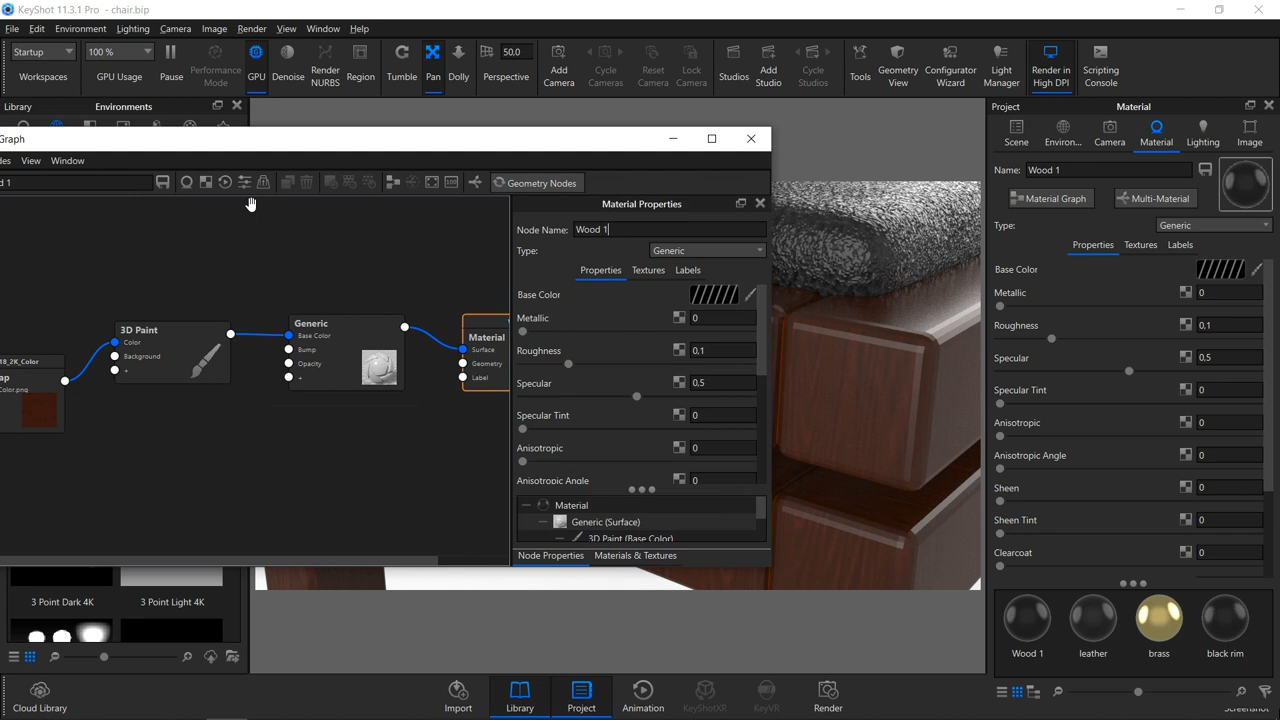 KeyShot 11.3.1 Pro - chair.bip
File Edit Environment Lighting Camera Image Render View Window Help
Startup 100 % 50.0
Workspaces GPU Usage Pause Performance Mode GPU Denoise Render NURBS Region Tumble Pan Dolly Perspective Add Camera Cycle Cameras Reset Camera Lock Camera Studios Add Studio Cycle Studios Tools Geometry View Configurator Wizard Light Manager Render in High DPI Scripting Console
Library Environments
Project Material
Graph
Scene Environ... Camera Material Lighting Image
des View Window
Name: Wood 1
d 1 Geometry Nodes
Material Graph Multi-Material
Material Properties
Type: Generic
Node Name: Wood 1
Type: Generic
Properties Textures Labels
Properties Textures Labels
Base Color
Metallic 0
Roughness 0,1
Specular 0,5
Specular Tint 0
Anisotropic 0
Anisotropic Angle 0
Material
Generic (Surface)
3D Paint (Base Color)
Node Properties Materials & Textures
3D Paint
Color
Background
+
Generic
Base Color
Bump
Opacity
+
Material
Surface
Geometry
Label
18_2K_Color
ap
Color.png
Base Color
Metallic 0
Roughness 0,1
Specular 0,5
Specular Tint 0
Anisotropic 0
Anisotropic Angle 0
Sheen 0
Sheen Tint 0
Clearcoat 0
3 Point Dark 4K 3 Point Light 4K
Wood 1 leather brass black rim
Cloud Library Import Library Project Animation KeyShotXR KeyVR Render Screenshot